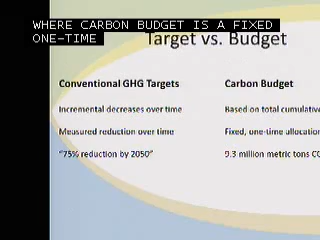 WHERE CARBON BUDGET IS A FIXED
ONE-TIME
Target vs. Budget
Conventional GHG Targets
Carbon Budget
Incremental decreases over time
Based on total cumulative
Measured reduction over time
Fixed, one-time allocation
"75% reduction by 2050"
9.3 million metric tons